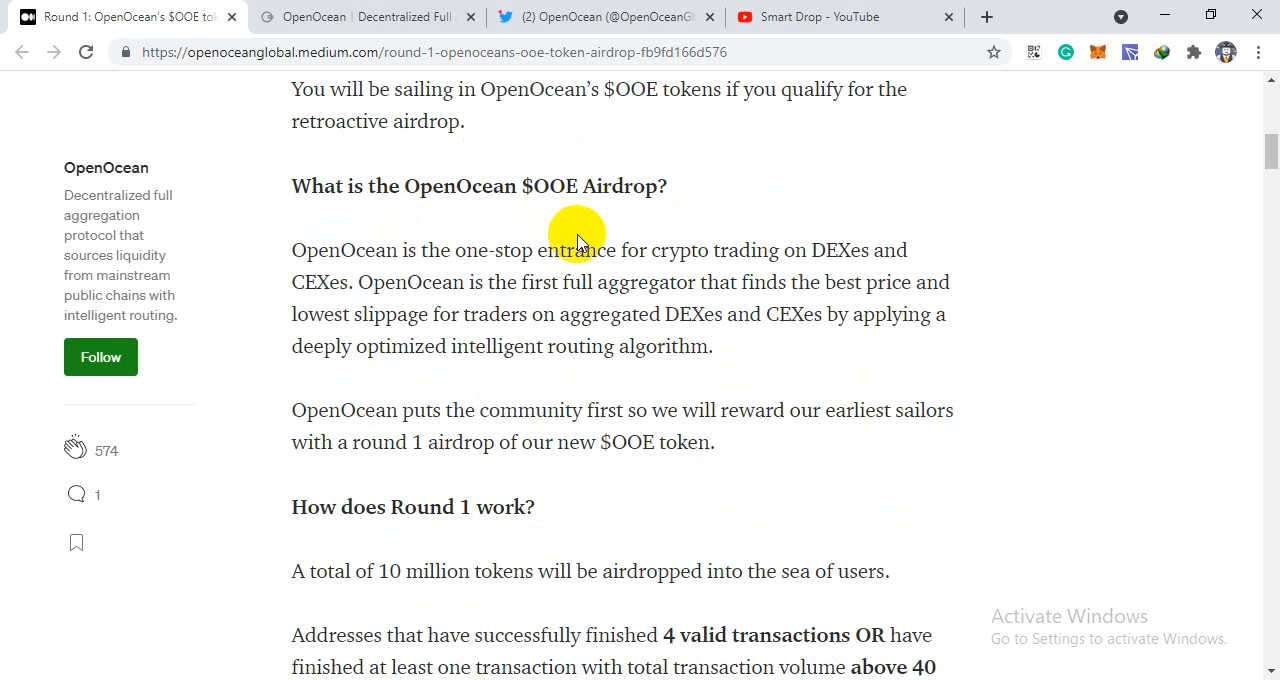 Round 1: OpenOcean's $OOE tok
OpenOcean | Decentralized Full
(2) OpenOcean (@OpenOceanGl
Smart Drop - YouTube
https://openoceanglobal.medium.com/round-1-openoceans-ooe-token-airdrop-fb9fd166d576
You will be sailing in OpenOcean's $OOE tokens if you qualify for the
retroactive airdrop.
OpenOcean
Decentralized full
aggregation
protocol that
sources liquidity
from mainstream
public chains with
intelligent routing.
Follow
574
1
What is the OpenOcean $OOE Airdrop?
OpenOcean is the one-stop entrance for crypto trading on DEXes and
CEXes. OpenOcean is the first full aggregator that finds the best price and
lowest slippage for traders on aggregated DEXes and CEXes by applying a
deeply optimized intelligent routing algorithm.
OpenOcean puts the community first so we will reward our earliest sailors
with a round 1 airdrop of our new $OOE token.
How does Round 1 work?
A total of 10 million tokens will be airdropped into the sea of users.
Addresses that have successfully finished 4 valid transactions OR have
finished at least one transaction with total transaction volume above 40
Activate Windows
Go to Settings to activate Windows.